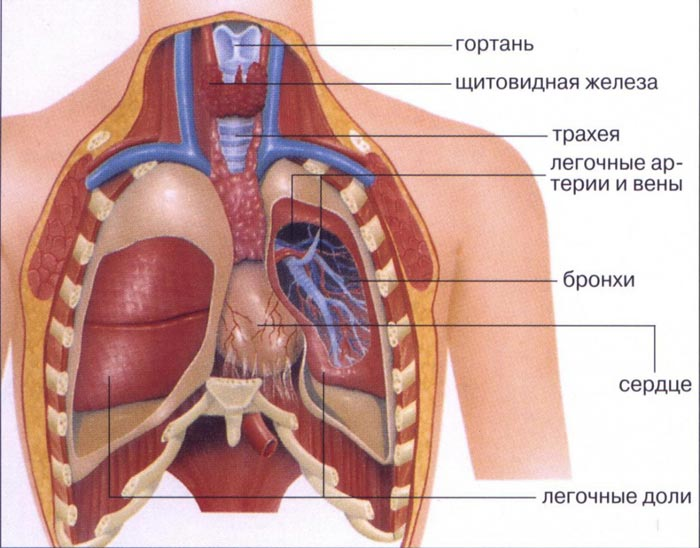 гортань
щитовидная железа
трахея
легочные ар-
терии и вены
бронхи
сердце
легочные доли